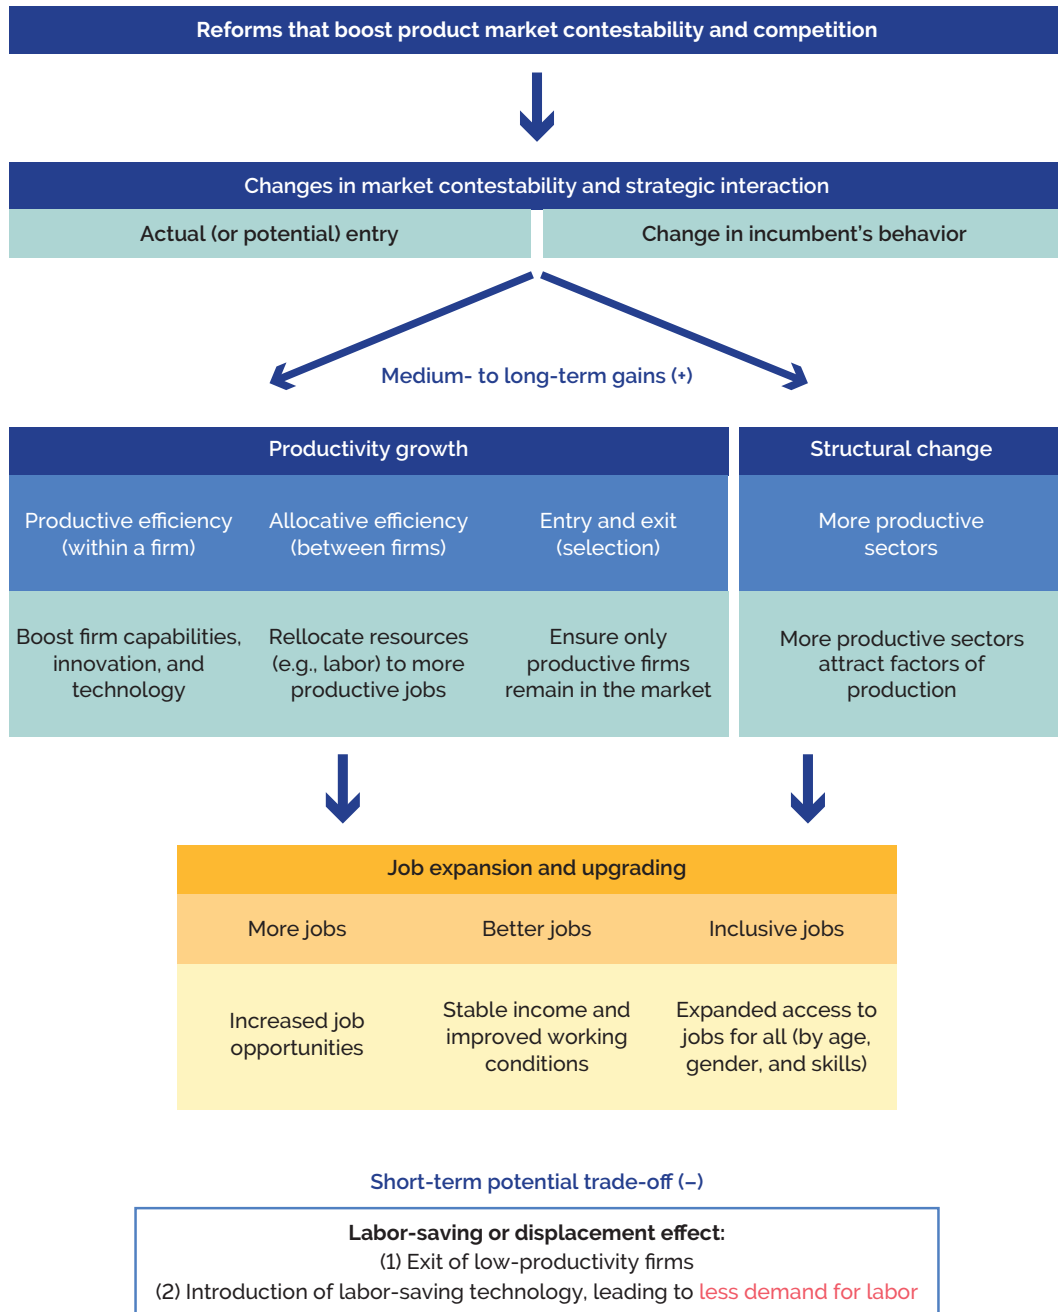 Reforms that boost product market contestability and competition
Changes in market contestability and strategic interaction
Actual (or potential) entry
Change in incumbent's behavior
Medium- to long-term gains (+)
Productivity growth
Structural change
Productive efficiency
(within a firm)
Allocative efficiency
(between firms)
Entry and exit
(selection)
More productive
sectors
Boost firm capabilities,
innovation, and
technology
Rellocate resources
(e.g., labor) to more
productive jobs
Ensure only
productive firms
remain in the market
More productive sectors
attract factors of
production
Job expansion and upgrading
More jobs
Better jobs
Inclusive jobs
Increased job
opportunities
Stable income and
improved working
conditions
Expanded access to
jobs for all (by age,
gender, and skills)
Short-term potential trade-off (–)
Labor-saving or displacement effect:
(1) Exit of low-productivity firms
(2) Introduction of labor-saving technology, leading to less demand for labor